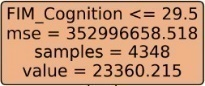 FIM_Cognition <= 29.5
mse = 352996658.518
samples = 4348
value = 23360.215